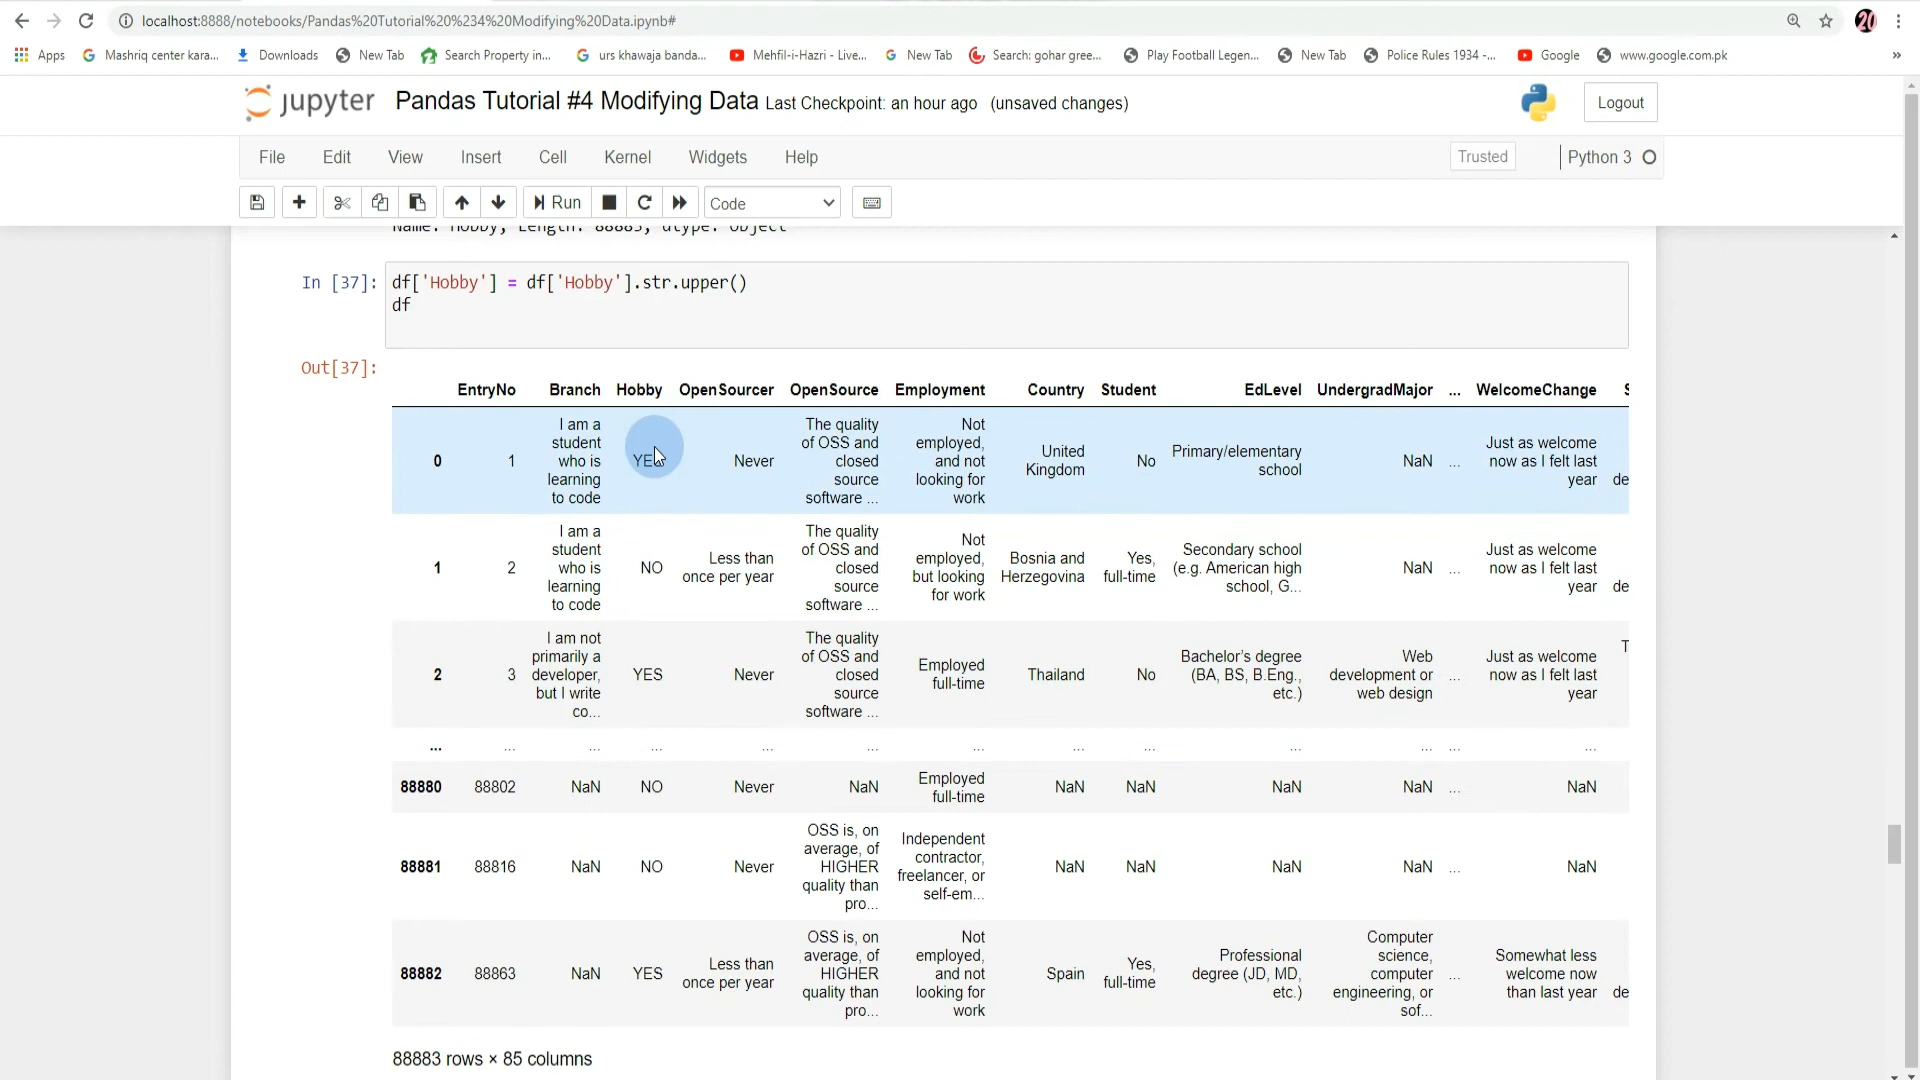 localhost:8888/notebooks/Pandas%20Tutorial%20%234%20Modifying%20Data.ipynb#
20
Apps
Mashriq center kara...
Downloads
New Tab
Search Property in...
urs khawaja banda...
Mehfil-i-Hazri - Live...
New Tab
Search: gohar gree...
Play Football Legen...
New Tab
Police Rules 1934 -...
Google
www.google.com.pk
»
jupyter Pandas Tutorial #4 Modifying Data Last Checkpoint: an hour ago (unsaved changes)
Logout
File Edit View Insert Cell Kernel Widgets Help
Trusted
Python 3
Run
Code
Name: Hobby, Length: 88883, dtype: object
In [37]: df['Hobby'] = df['Hobby'].str.upper()
df
Out[37]:
EntryNo Branch Hobby OpenSourcer OpenSource Employment Country Student EdLevel UndergradMajor ... WelcomeChange S
0 1 I am a student who is learning to code YES Never The quality of OSS and closed source software ... Not employed, and not looking for work United Kingdom No Primary/elementary school NaN ... Just as welcome now as I felt last year de
1 2 I am a student who is learning to code NO Less than once per year The quality of OSS and closed source software ... Not employed, but looking for work Bosnia and Herzegovina Yes, full-time Secondary school (e.g. American high school, G... NaN ... Just as welcome now as I felt last year de
2 3 I am not primarily a developer, but I write co... YES Never The quality of OSS and closed source software ... Employed full-time Thailand No Bachelor’s degree (BA, BS, B.Eng., etc.) Web development or web design ... Just as welcome now as I felt last year T
... ... ... ... ... ... ... ... ... ... ... ... ...
88880 88802 NaN NO Never NaN Employed full-time NaN NaN NaN NaN ... NaN
88881 88816 NaN NO Never OSS is, on average, of HIGHER quality than pro... Independent contractor, freelancer, or self-em... NaN NaN NaN NaN ... NaN
88882 88863 NaN YES Less than once per year OSS is, on average, of HIGHER quality than pro... Not employed, and not looking for work Spain Yes, full-time Professional degree (JD, MD, etc.) Computer science, computer engineering, or sof... ... Somewhat less welcome now than last year de
88883 rows × 85 columns